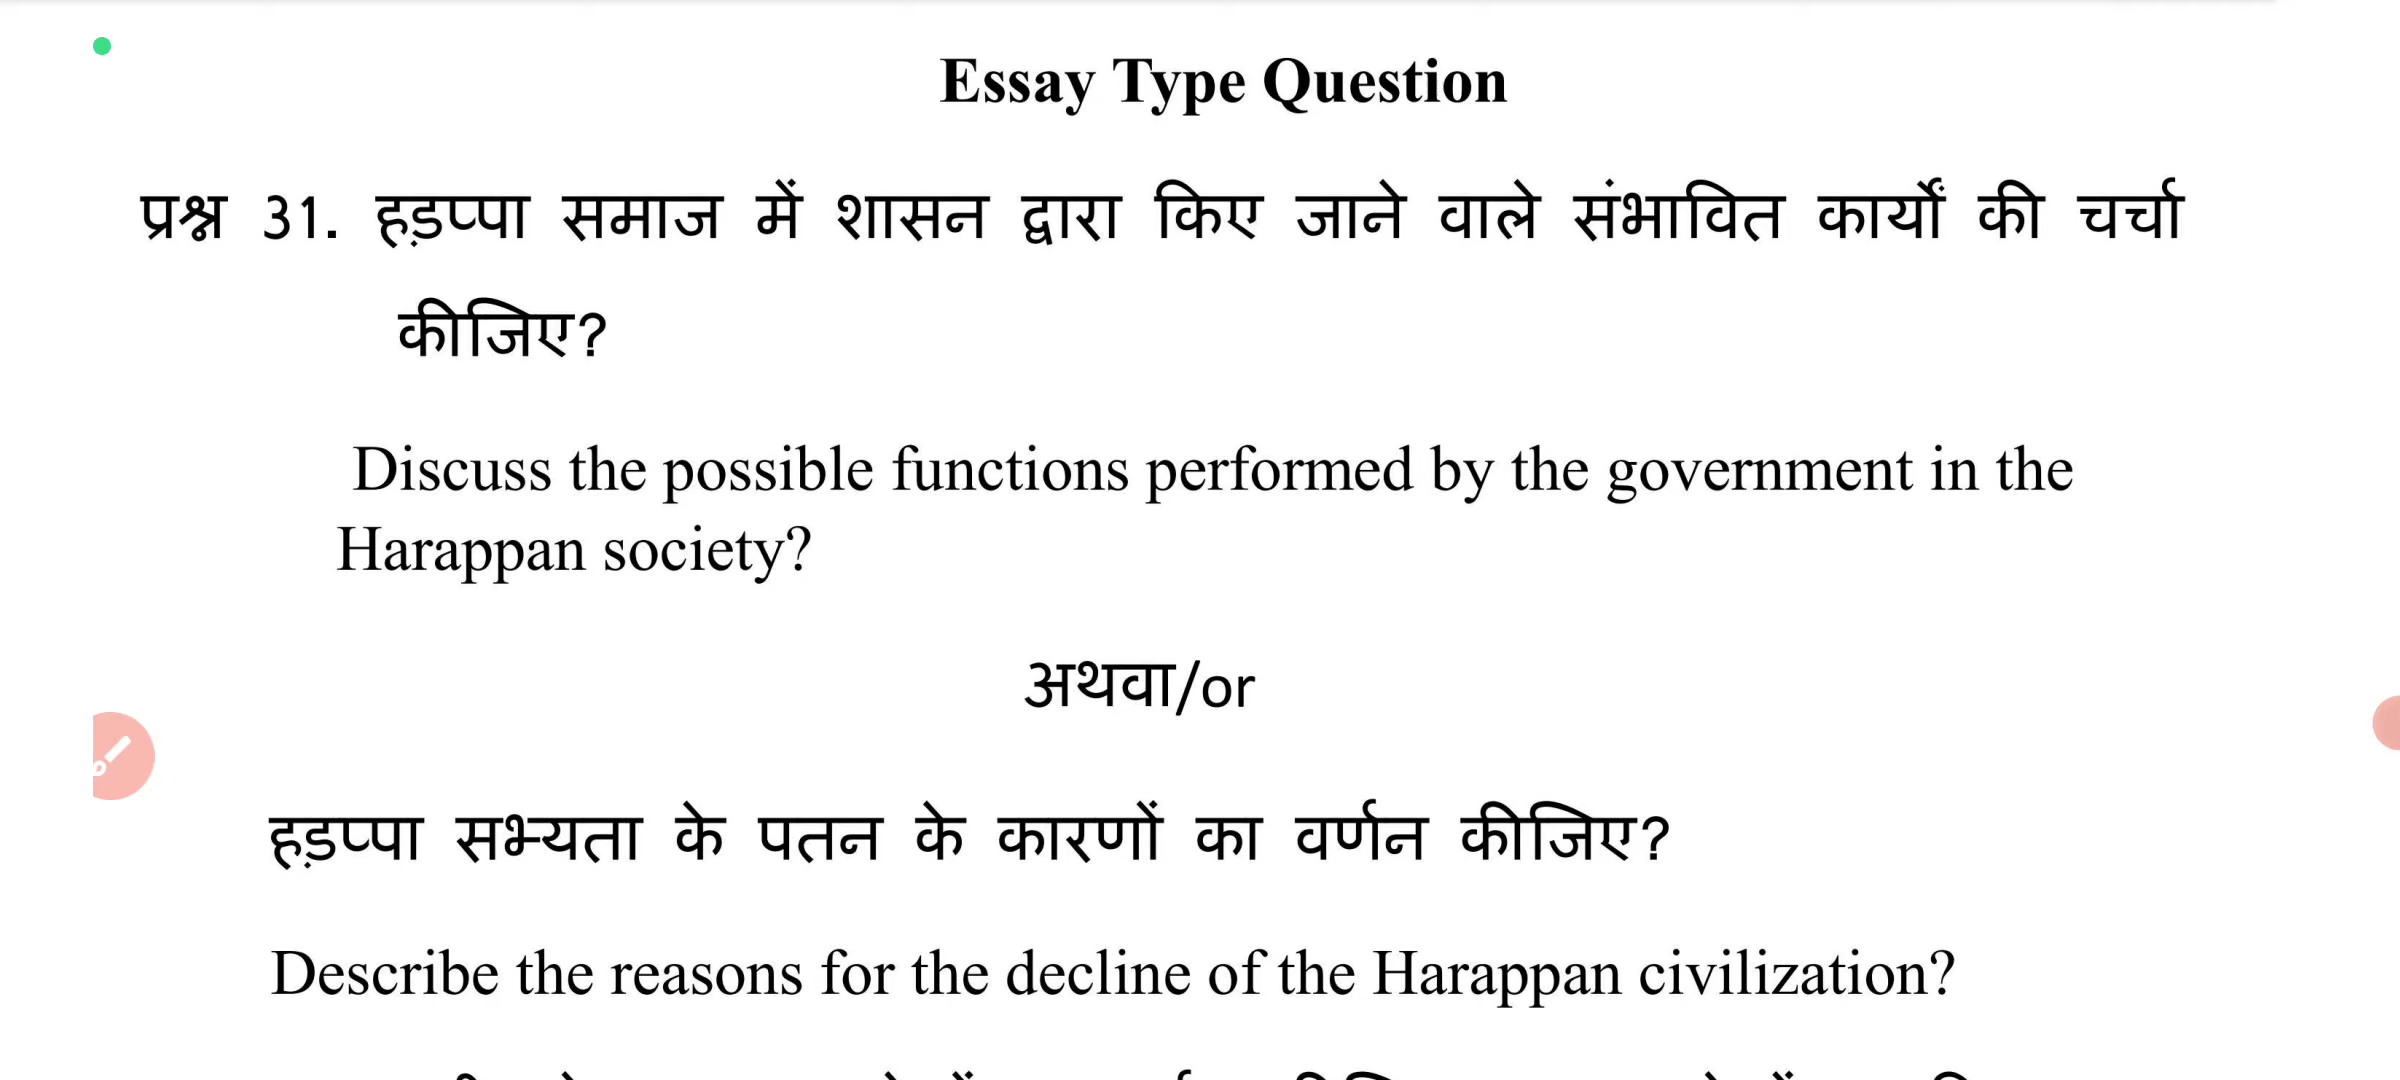 Essay Type Question
प्रश्न 31. हड़प्पा समाज में शासन द्वारा किए जाने वाले संभावित कार्यों की चर्चा
कीजिए?
Discuss the possible functions performed by the government in the
Harappan society?
अथवा/or
हड़प्पा सभ्यता के पतन के कारणों का वर्णन कीजिए?
Describe the reasons for the decline of the Harappan civilization?